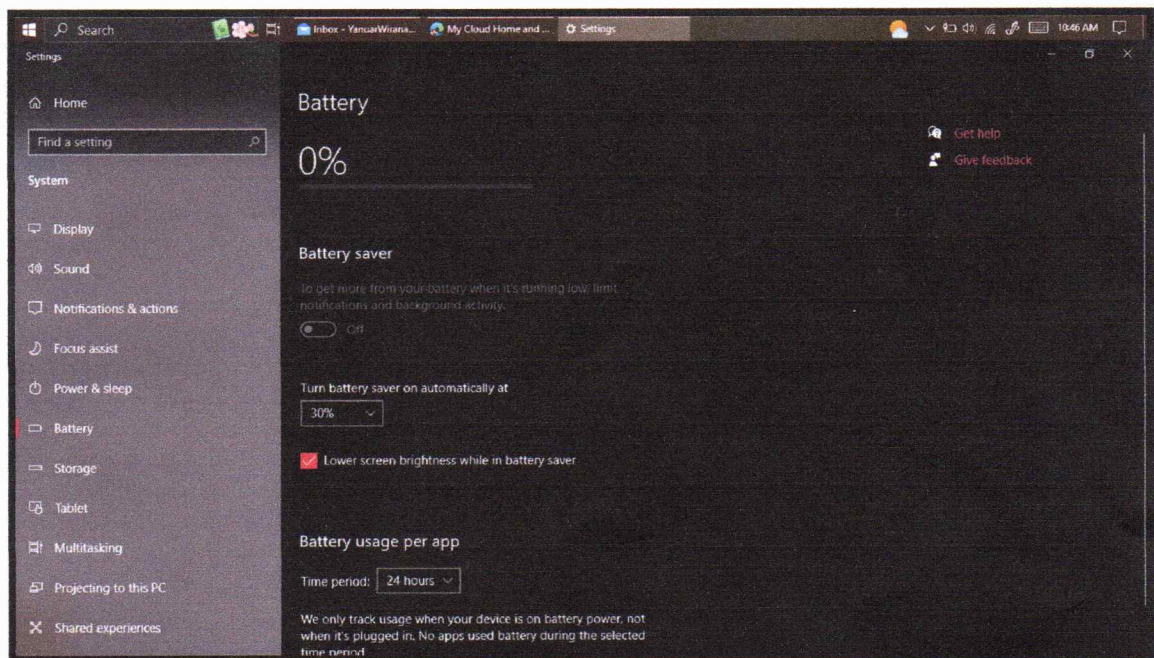 Search
Inbox - YanuarWirana...
My Cloud Home and ...
Settings
10:46 AM
Settings
Home
Find a setting
System
Display
Sound
Notifications & actions
Focus assist
Power & sleep
Battery
Storage
Tablet
Multitasking
Projecting to this PC
Shared experiences
Battery
0%
Battery saver
To get more from your battery when it's running low, limit
notifications and background activity.
Off
Turn battery saver on automatically at
30%
Lower screen brightness while in battery saver
Battery usage per app
Time period: 24 hours
We only track usage when your device is on battery power, not
when it's plugged in. No apps used battery during the selected
time period
Get help
Give feedback